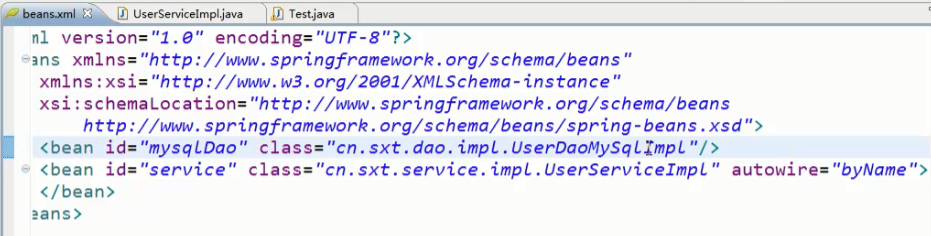 beans.xml UserServiceImpl.java Test.java
ml version="1.0" encoding="UTF-8"?>
ans xmlns="http://www.springframework.org/schema/beans"
xmlns:xsi="http://www.w3.org/2001/XMLSchema-instance"
xsi:schemaLocation="http://www.springframework.org/schema/beans
http://www.springframework.org/schema/beans/spring-beans.xsd">
<bean id="mysqlDao" class="cn.sxt.dao.impl.UserDaoMySqlImpl"/>
<bean id="service" class="cn.sxt.service.impl.UserServiceImpl" autowire="byName">
</bean>
eans>